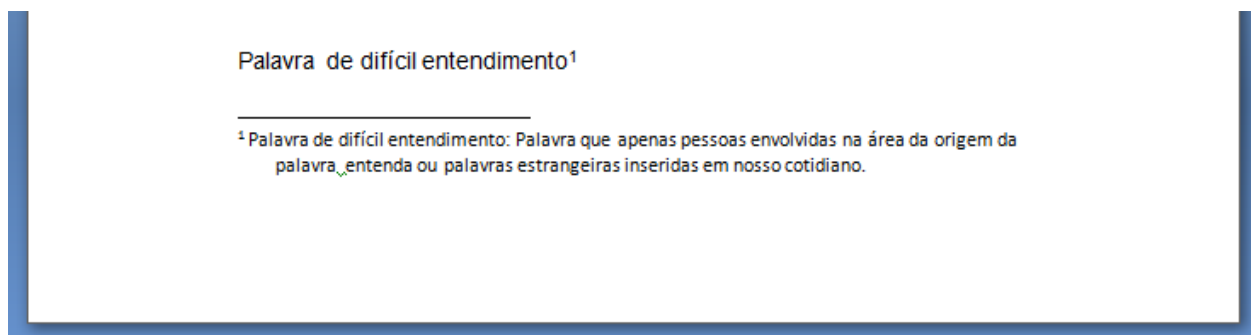 Palavra de difícil entendimento¹
¹ Palavra de difícil entendimento: Palavra que apenas pessoas envolvidas na área da origem da
palavra entenda ou palavras estrangeiras inseridas em nosso cotidiano.